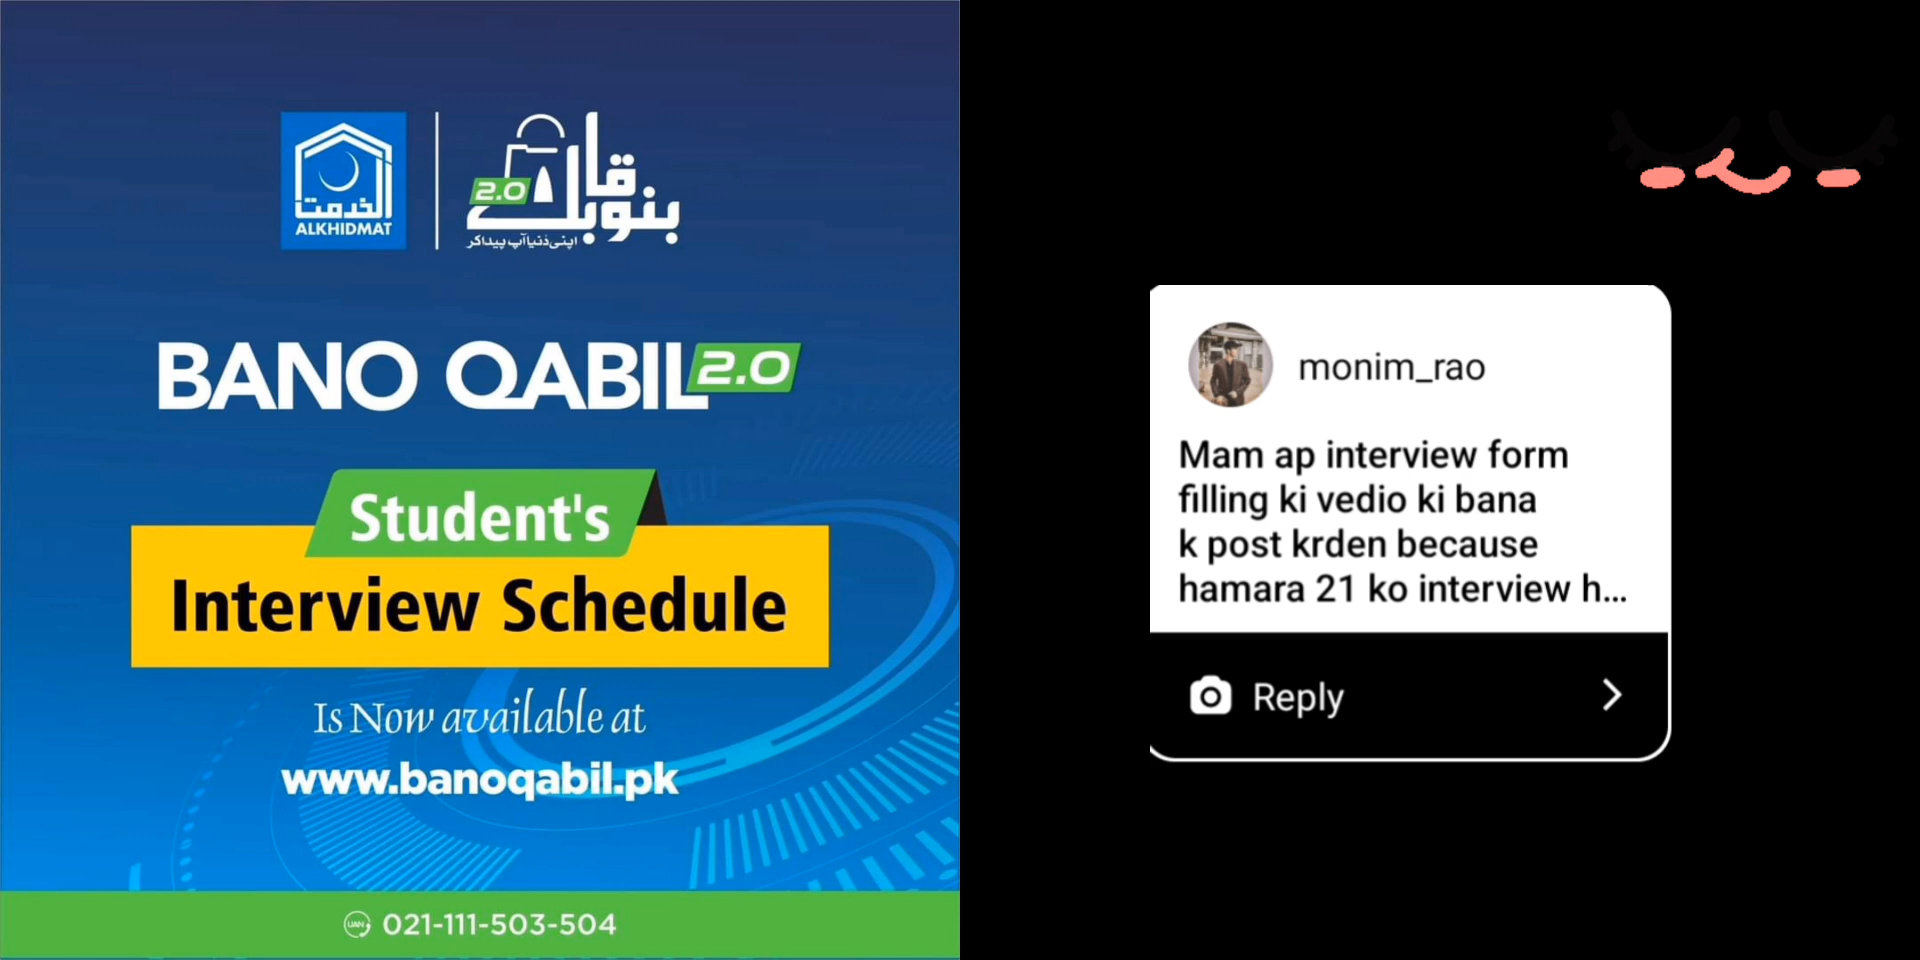 الخدمت
ALKHIDMAT
بنو قابل
2.0
اپنی دُنیا آپ پیدا کر
BANO QABIL 2.0
Student's
Interview Schedule
Is Now available at
www.banoqabil.pk
UAN 021-111-503-504
monim_rao
Mam ap interview form
filling ki vedio ki bana
k post krden because
hamara 21 ko interview h...
Reply